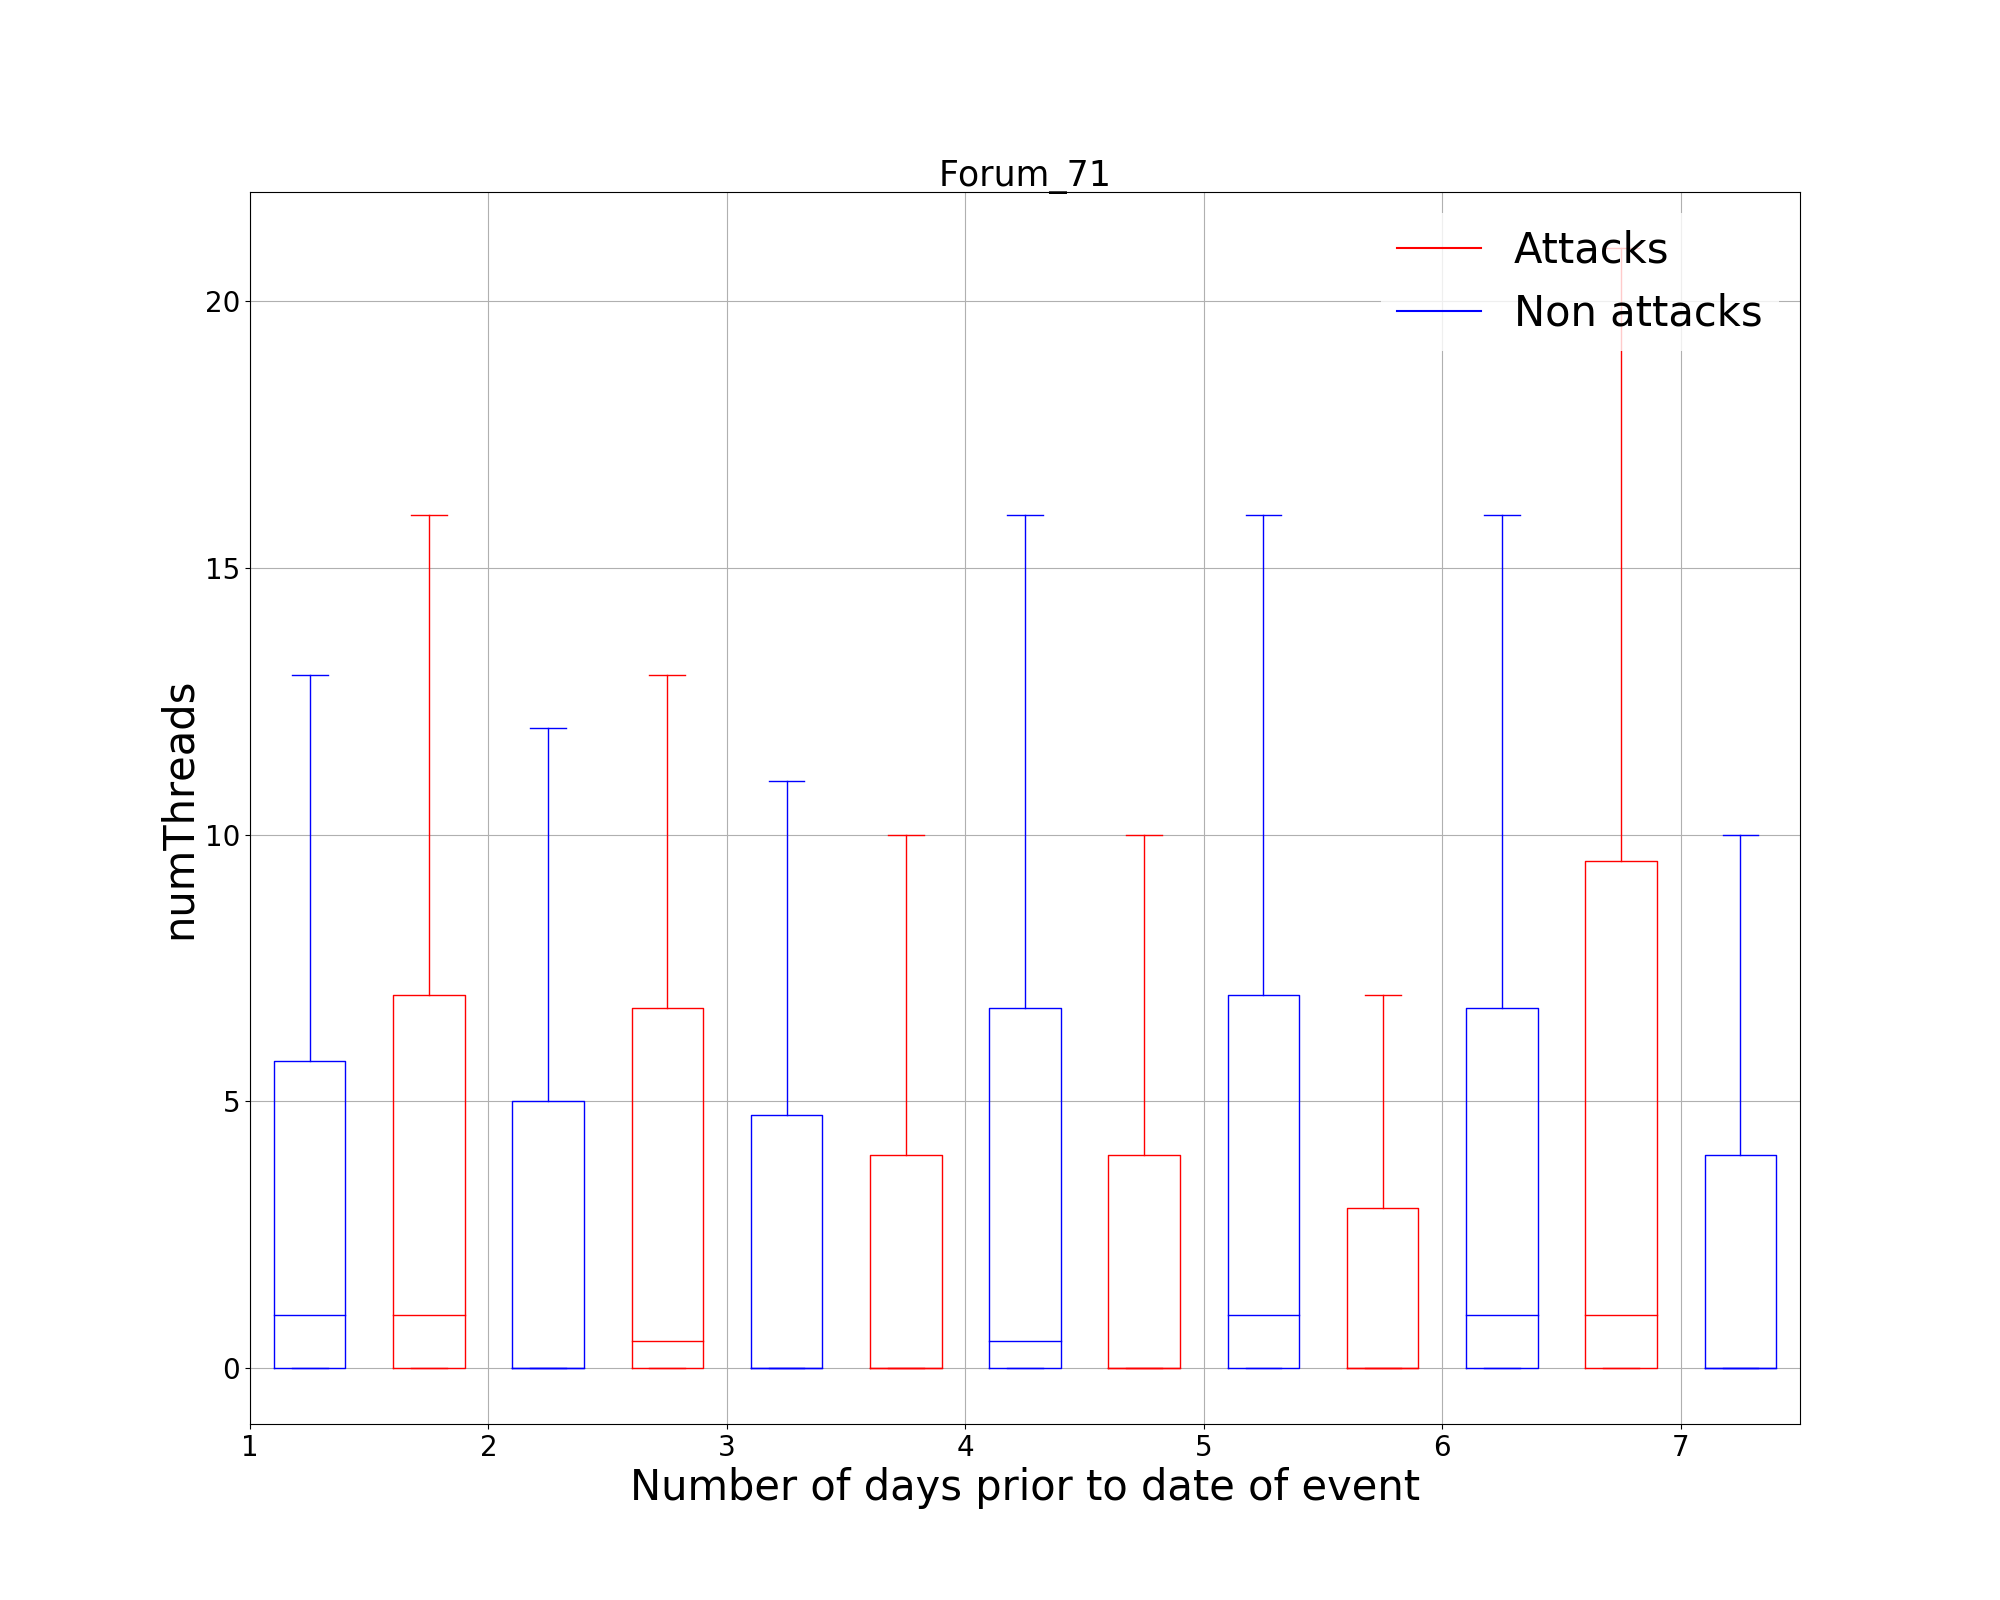 Forum_71
Attacks
Non attacks
20
15
10
5
0
numThreads
1 2 3 4 5 6 7
Number of days prior to date of event